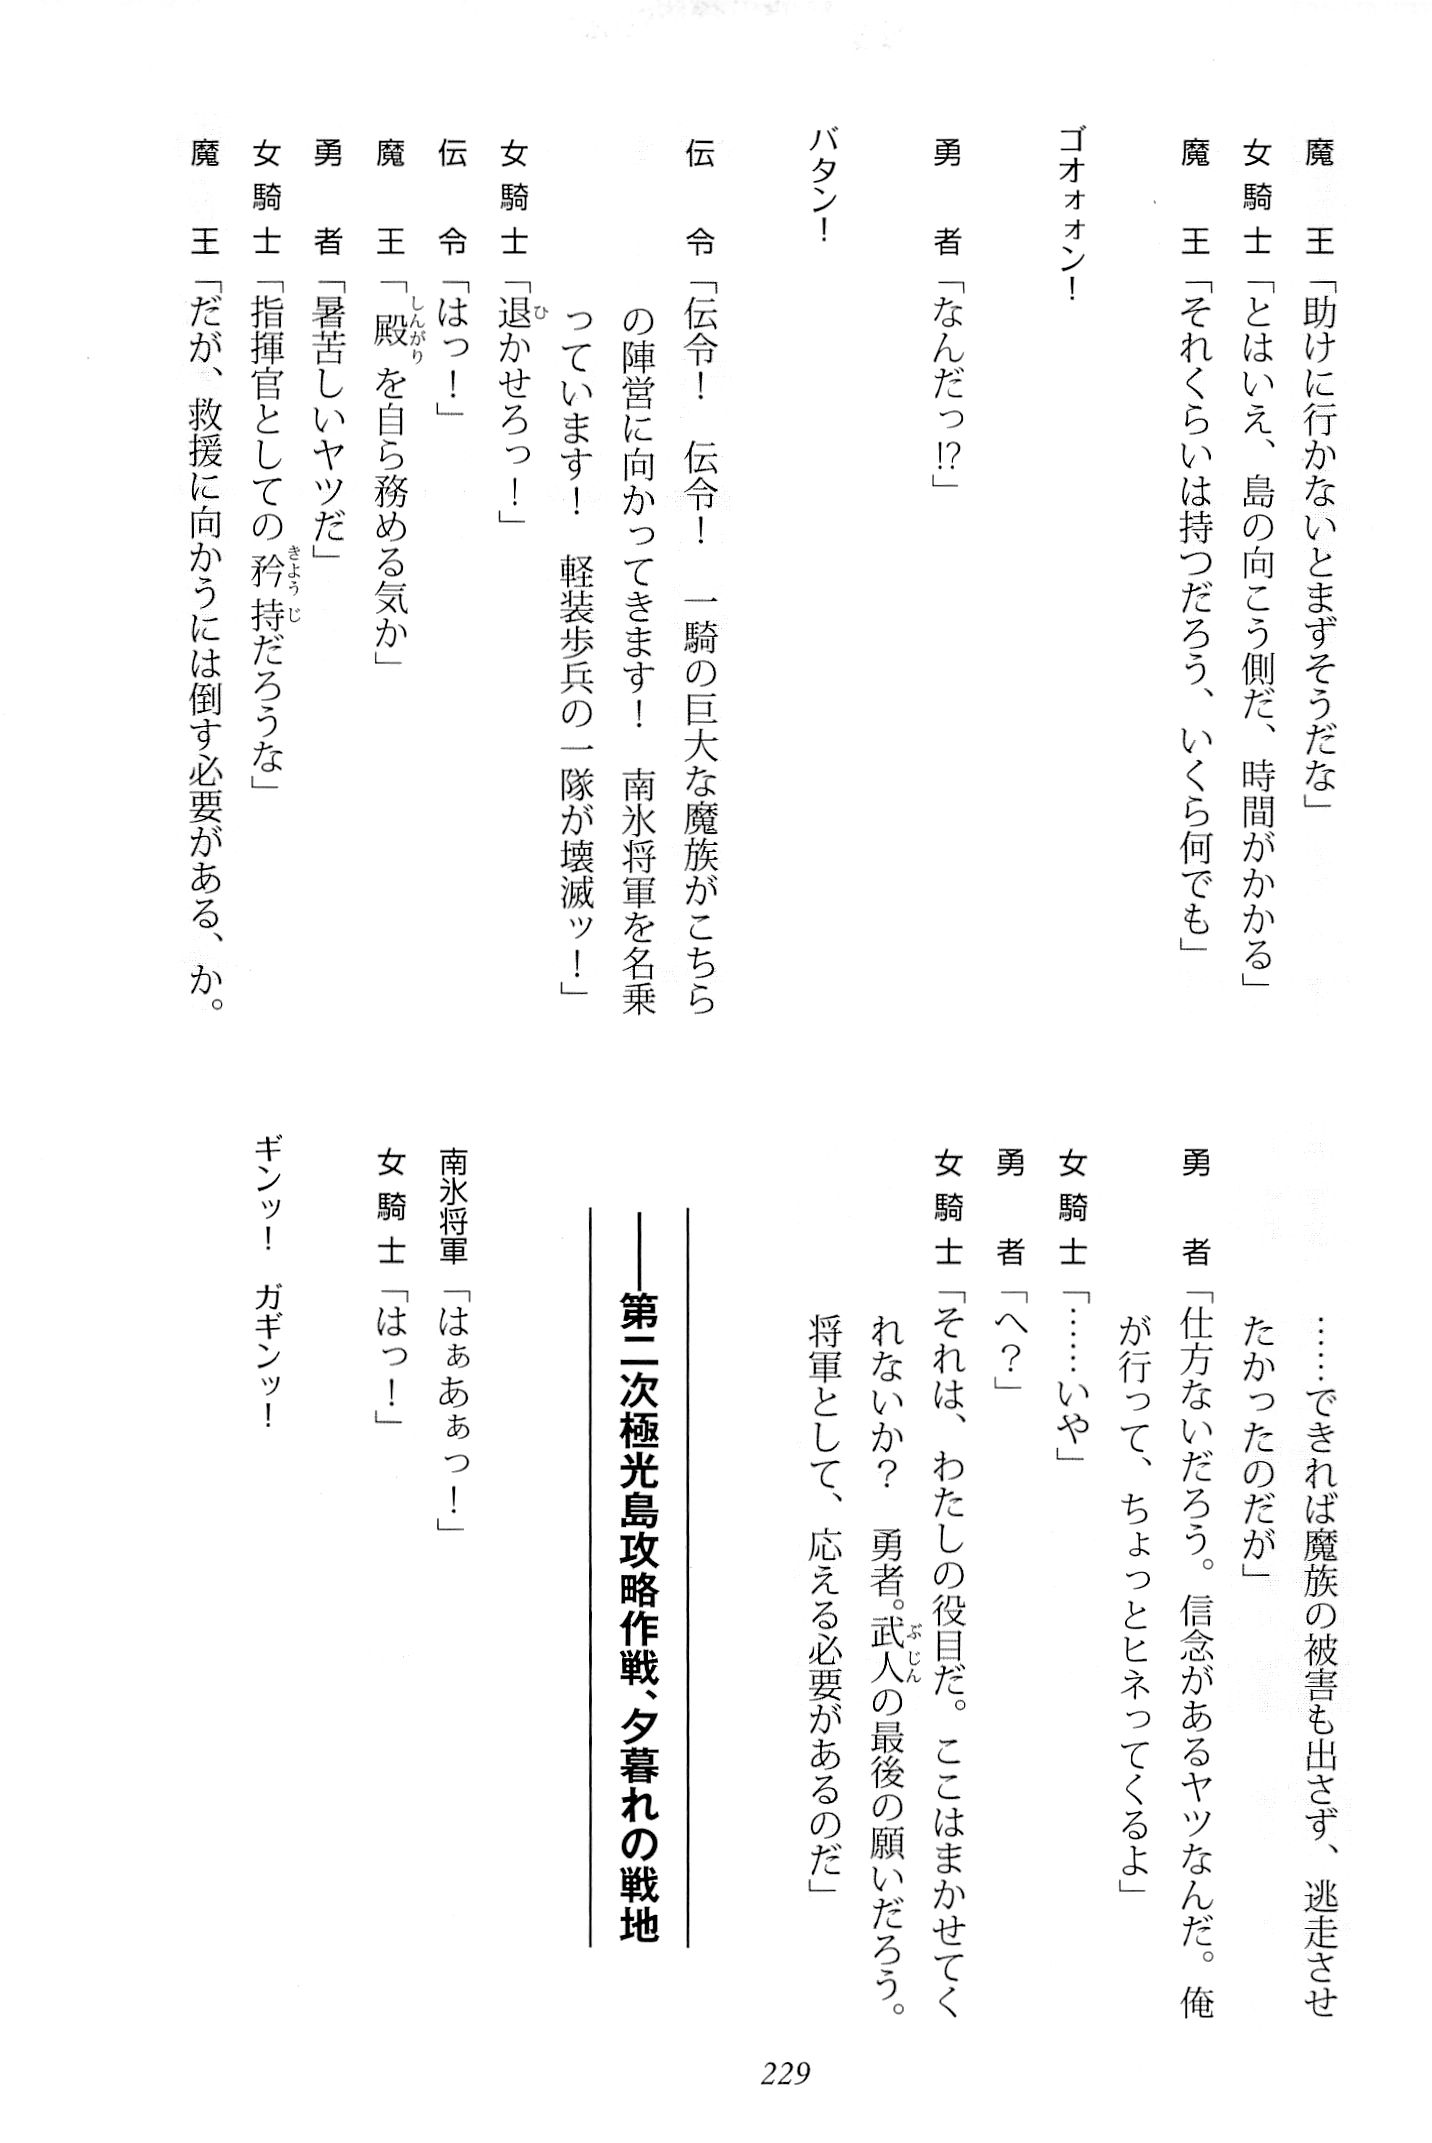 魔王「助けに行かないとまずそうだな」
女騎士「とはいえ、島の向こう側だ、時間がかかる」
魔王「それくらいは持つだろう、いくら何でも」
ゴオォォン！
勇者「なんだっ!?」
バタン！
伝令「伝令！　伝令！　一騎の巨大な魔族がこちら
の陣営に向かってきます！　南氷将軍を名乗
っています！　軽装歩兵の一隊が壊滅ッ！」
女騎士「退かせろっ！」
伝令「はっ！」
魔王「殿を自ら務める気か」
勇者「暑苦しいヤツだ」
女騎士「指揮官としての矜持だろうな」
魔王「だが、救援に向かうには倒す必要がある、か。
……できれば魔族の被害も出さず、逃走させ
たかったのだが」
勇者「仕方ないだろう。信念があるヤツなんだ。俺
が行って、ちょっとヒネってくるよ」
女騎士「……いや」
勇者「へ？」
女騎士「それは、わたしの役目だ。ここはまかせてく
れないか？　勇者。武人の最後の願いだろう。
将軍として、応える必要があるのだ」
――第二次極光島攻略作戦、夕暮れの戦地
南氷将軍「はぁあぁっ！」
女騎士「はっ！」
ギンッ！　ガギンッ！
229